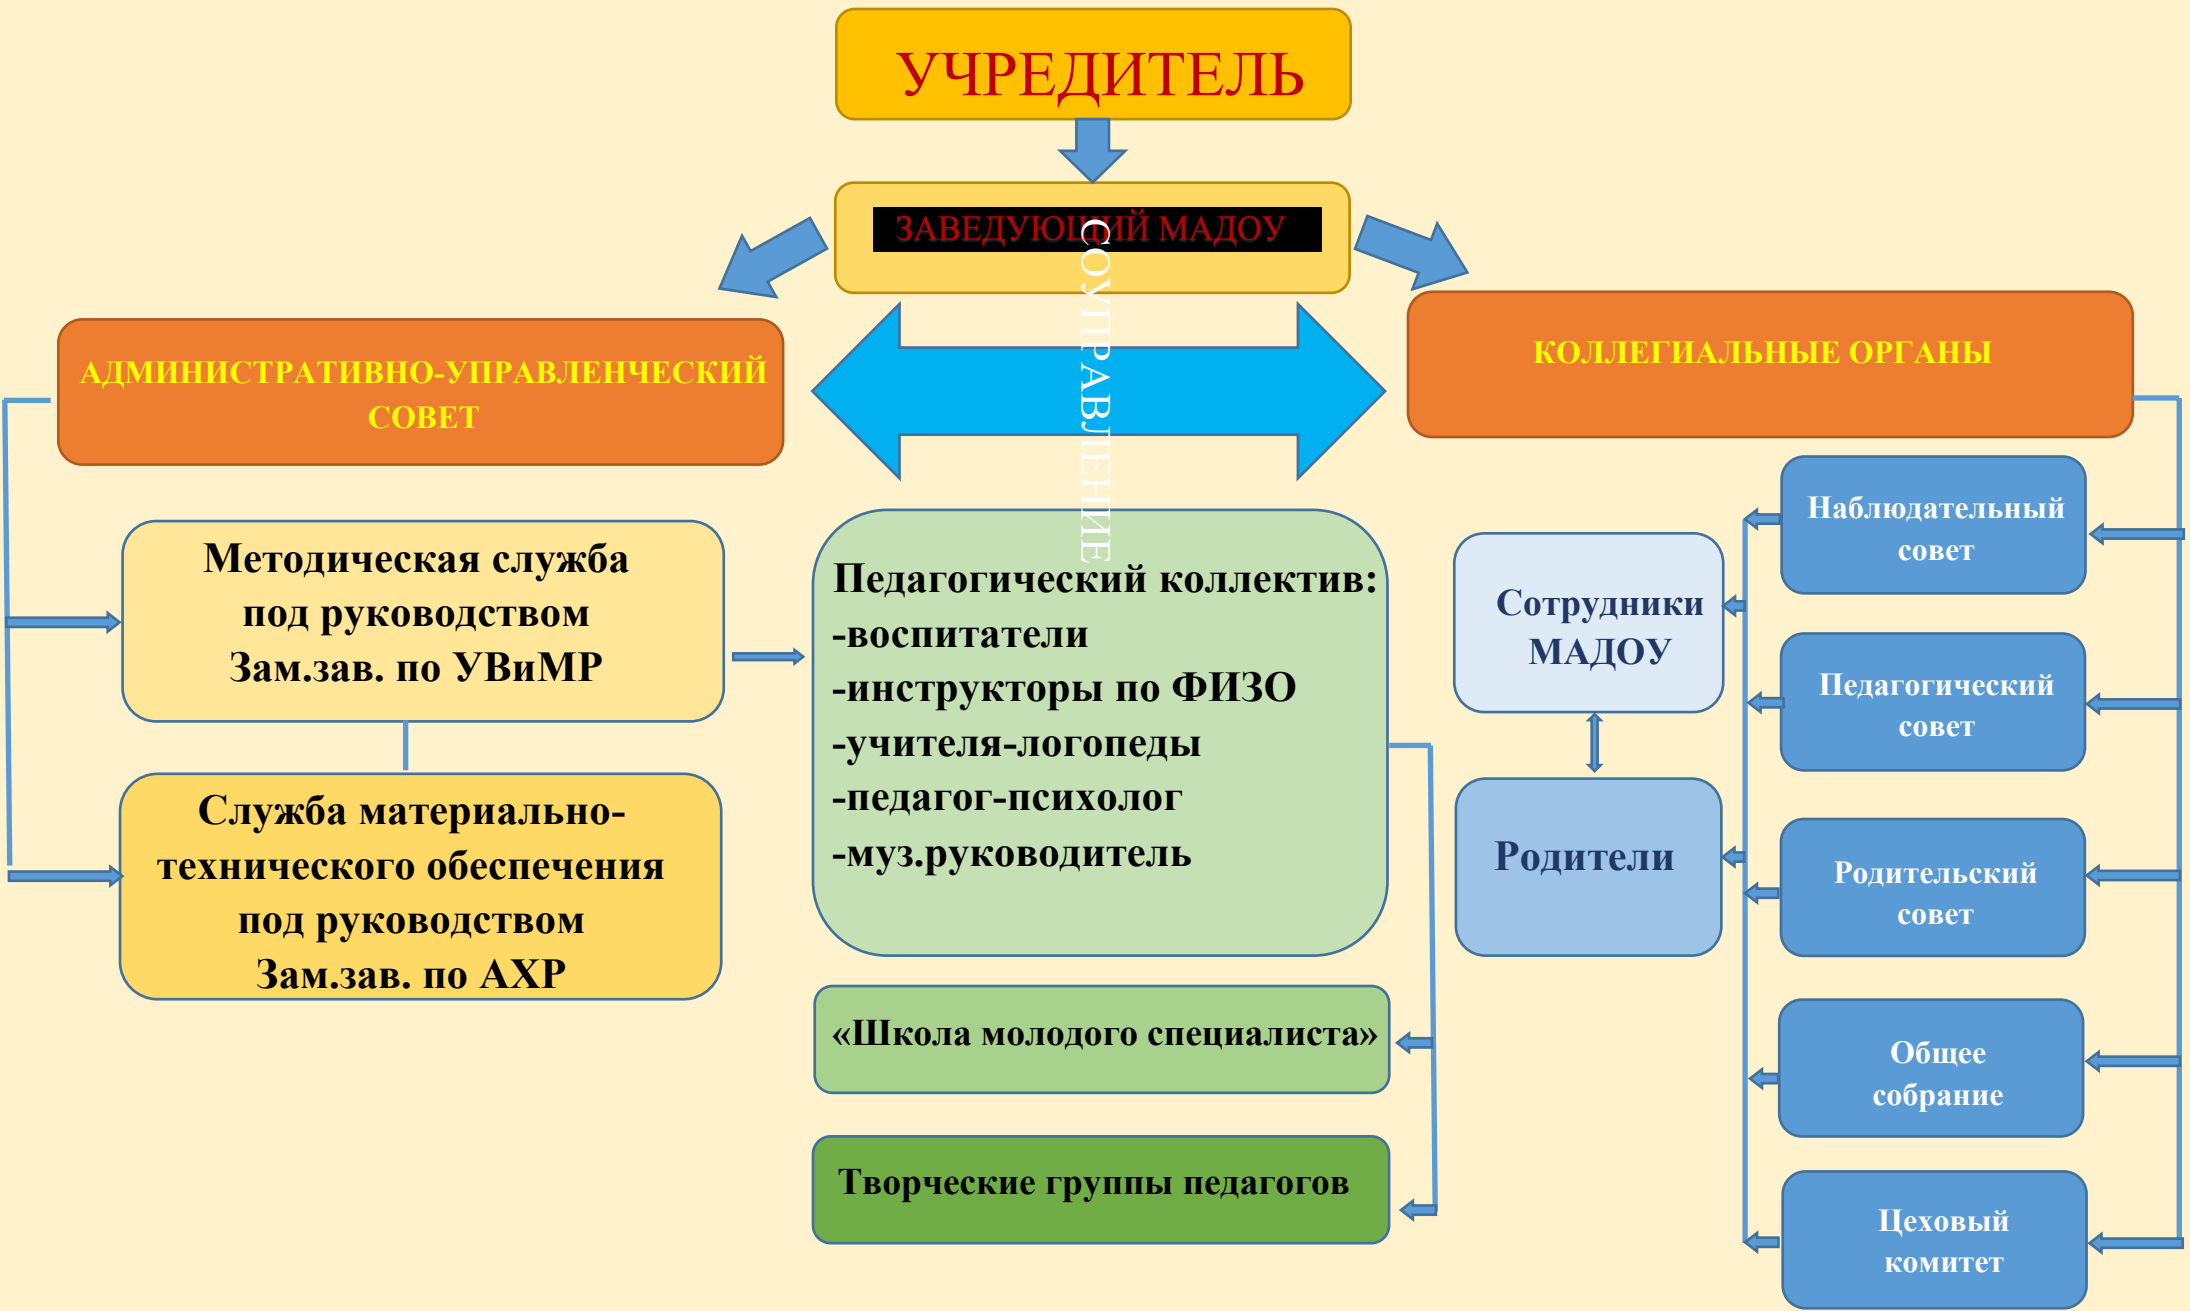 УЧРЕДИТЕЛЬ
ЗАВЕДУЮЩИЙ МАДОУ
СОУПРАВЛЕНИЕ
АДМИНИСТРАТИВНО-УПРАВЛЕНЧЕСКИЙ
СОВЕТ
КОЛЛЕГИАЛЬНЫЕ ОРГАНЫ
Методическая служба
под руководством
Зам.зав. по УВиМР
Служба материально-
технического обеспечения
под руководством
Зам.зав. по АХР
Педагогический коллектив:
-воспитатели
-инструкторы по ФИЗО
-учителя-логопеды
-педагог-психолог
-муз.руководитель
«Школа молодого специалиста»
Творческие группы педагогов
Сотрудники
МАДОУ
Родители
Наблюдательный
совет
Педагогический
совет
Родительский
совет
Общее
собрание
Цеховый
комитет